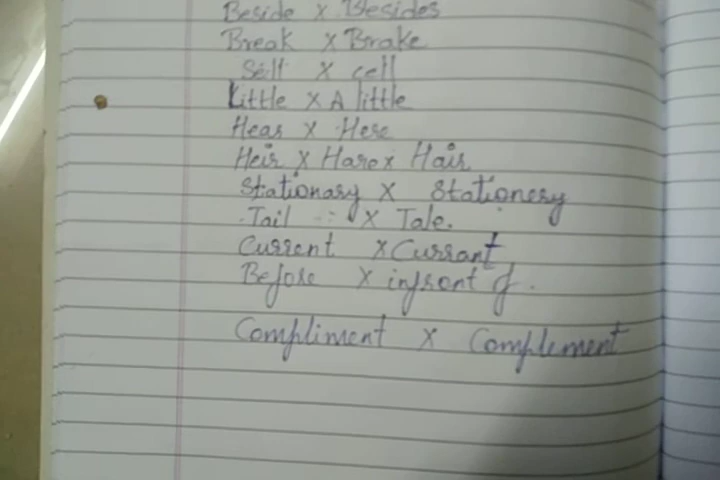 Beside X Besides
Break X Brake
Sell X cell
Little X A little
Hear X Here
Heir X Hare x Hair
Stationary X Stationery
Tail X Tale.
Current X Currant
Before X infront of.
Compliment X Complement